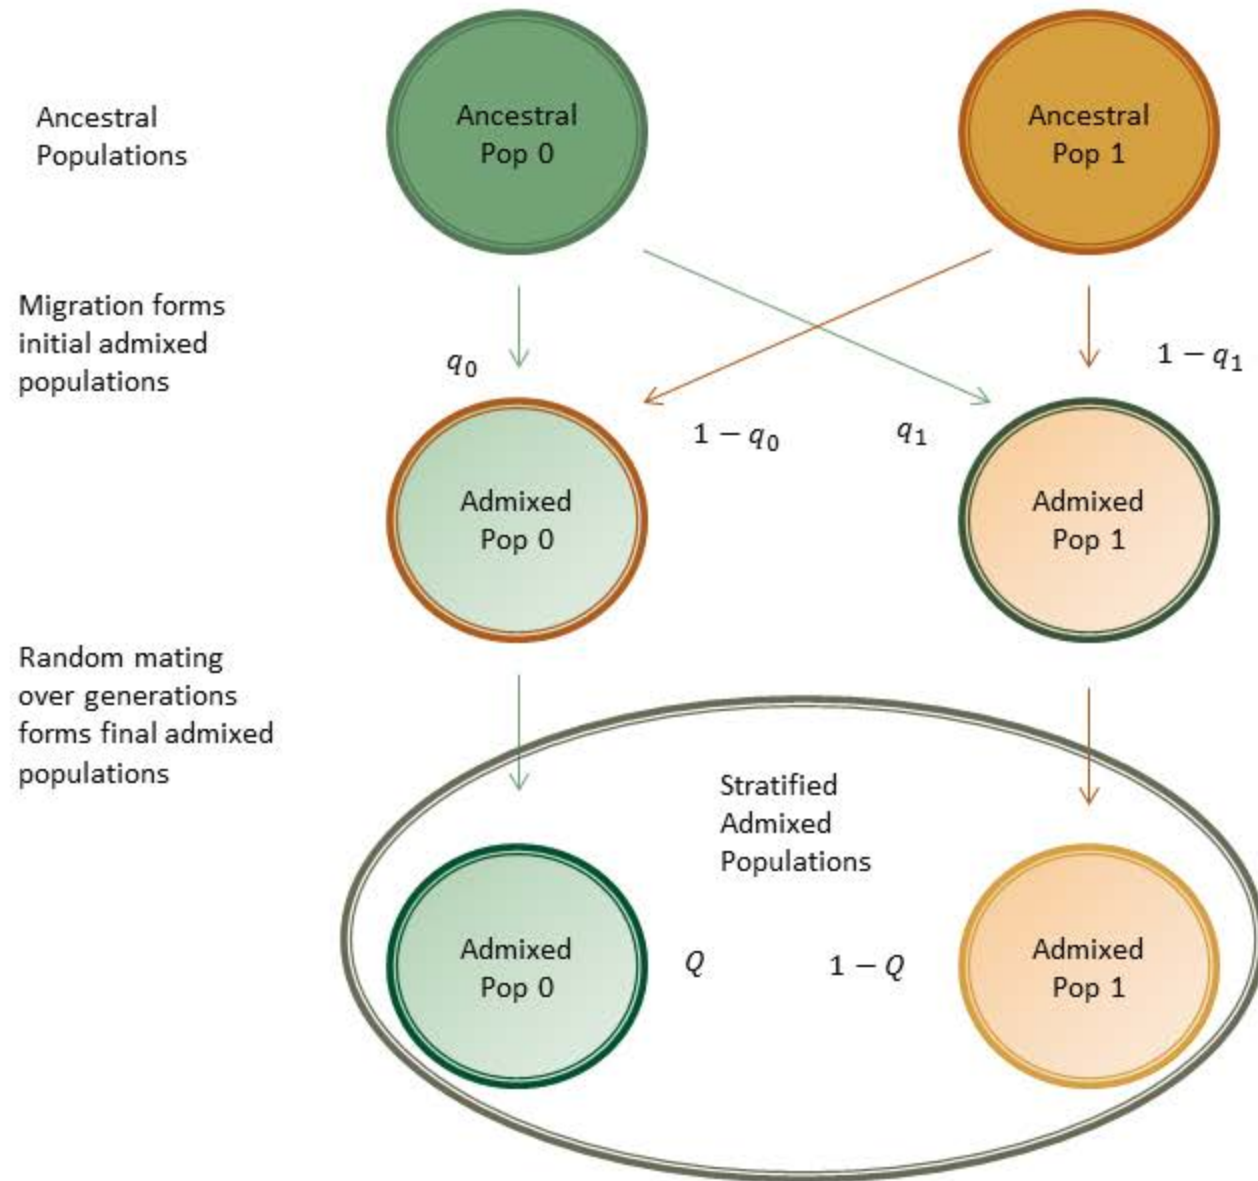 Ancestral
Populations
Ancestral
Pop 0
Ancestral
Pop 1
Migration forms
initial admixed
populations
q₀
1 − q₀
q₁
1 − q₁
Admixed
Pop 0
Admixed
Pop 1
Random mating
over generations
forms final admixed
populations
Stratified
Admixed
Populations
Admixed
Pop 0
Q
1 − Q
Admixed
Pop 1